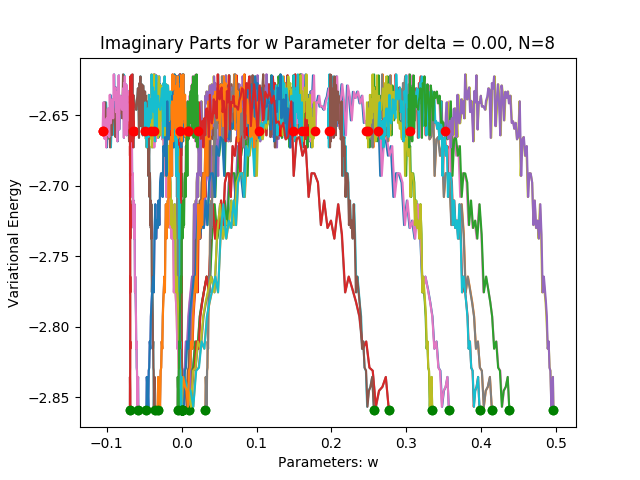 Imaginary Parts for w Parameter for delta = 0.00, N=8
Variational Energy
−2.65
−2.70
−2.75
−2.80
−2.85
−0.1 0.0 0.1 0.2 0.3 0.4 0.5
Parameters: w